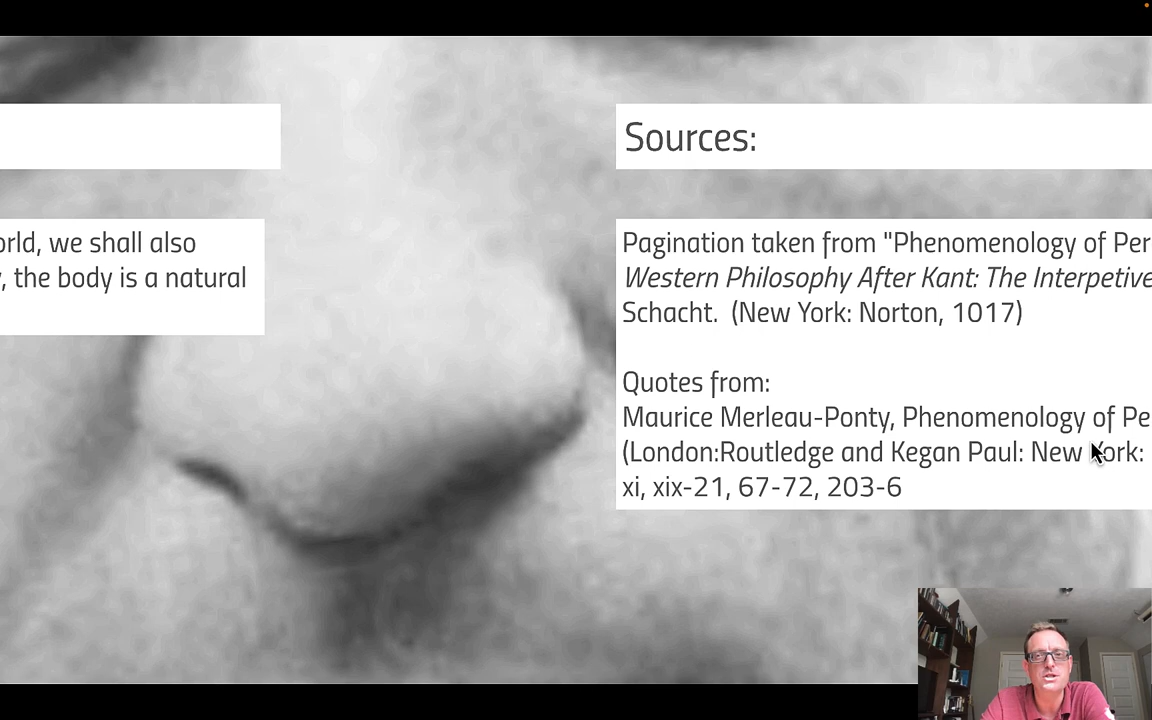 Sources:
orld, we shall also
, the body is a natural
Pagination taken from "Phenomenology of Per
Western Philosophy After Kant: The Interpetive
Schacht. (New York: Norton, 1017)
Quotes from:
Maurice Merleau-Ponty, Phenomenology of Pe
(London:Routledge and Kegan Paul: New York:
xi, xix-21, 67-72, 203-6